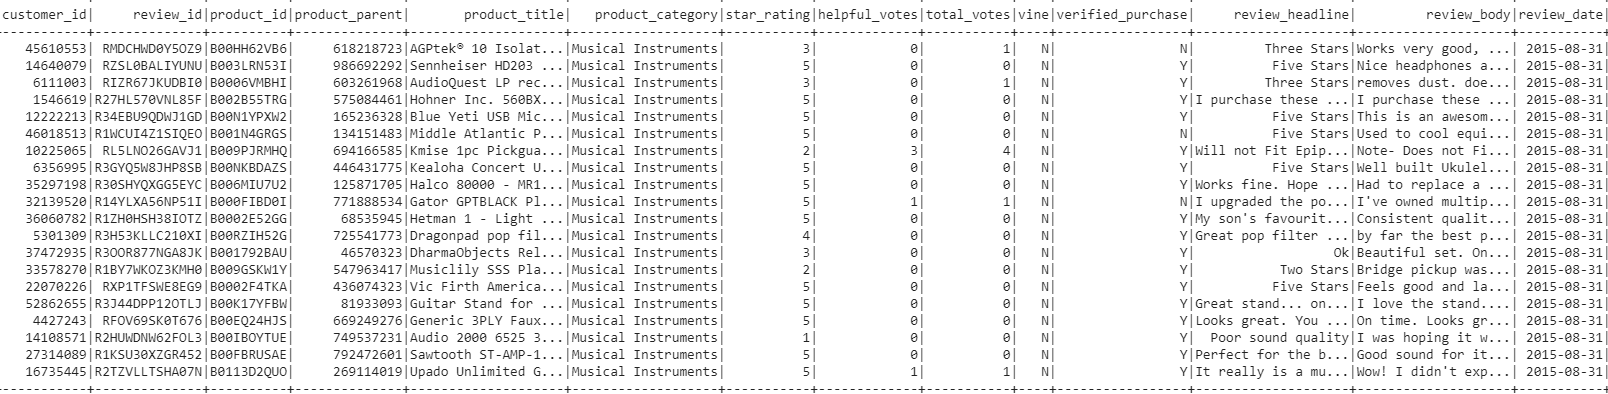 customer_id| review_id|product_id|product_parent| product_title| product_category|star_rating|helpful_votes|total_votes|vine|verified_purchase| review_headline| review_body|review_date|
45610553| RMDCHWD0Y5OZ9|B00HH62VB6| 618218723|AGPtek® 10 Isolat...|Musical Instruments| 3| 0| 1| N| N| Three Stars|Works very good, ...| 2015-08-31|
14640079| RZSL0BALIYUNU|B003LRN53I| 986692292|Sennheiser HD203 ...|Musical Instruments| 5| 0| 0| N| Y| Five Stars|Nice headphones a...| 2015-08-31|
6111003| RIZR67JKUDBI0|B0006VMBHI| 603261968|AudioQuest LP rec...|Musical Instruments| 3| 0| 1| N| Y| Three Stars|removes dust. doe...| 2015-08-31|
1546619|R27HL570VNL85F|B002B55TRG| 575084461|Hohner Inc. 560BX...|Musical Instruments| 5| 0| 0| N| Y|I purchase these ...|I purchase these ...| 2015-08-31|
12222213|R34EBU9QDWJ1GD|B00N1YPXW2| 165236328|Blue Yeti USB Mic...|Musical Instruments| 5| 0| 0| N| Y| Five Stars|This is an awesom...| 2015-08-31|
46018513|R1WCUI4Z1SIQEO|B001N4GRGS| 134151483|Middle Atlantic P...|Musical Instruments| 5| 0| 0| N| N| Five Stars|Used to cool equi...| 2015-08-31|
10225065| RL5LNO26GAVJ1|B009PJRMHQ| 694166585|Kmise 1pc Pickgua...|Musical Instruments| 2| 3| 4| N| Y|Will not Fit Epip...|Note- Does not Fi...| 2015-08-31|
6356995|R3GYQ5W8JHP8SB|B00NKBDAZS| 446431775|Kealoha Concert U...|Musical Instruments| 5| 0| 0| N| Y| Five Stars|Well built Ukulel...| 2015-08-31|
35297198|R30SHYQXGG5EYC|B006MIU7U2| 125871705|Halco 80000 - MR1...|Musical Instruments| 5| 0| 0| N| Y|Works fine. Hope ...|Had to replace a ...| 2015-08-31|
32139520|R14YLXA56NP51I|B000FIBD0I| 771888534|Gator GPTBLACK Pl...|Musical Instruments| 5| 1| 1| N| N|I upgraded the po...|I've owned multip...| 2015-08-31|
36060782|R1ZH0HSH38IOTZ|B0002E52GG| 68535945|Hetman 1 - Light ...|Musical Instruments| 5| 0| 0| N| Y|My son's favourit...|Consistent qualit...| 2015-08-31|
5301309|R3H53KLLC210XI|B00RZIH52G| 725541773|Dragonpad pop fil...|Musical Instruments| 4| 0| 0| N| Y|Great pop filter ...|by far the best p...| 2015-08-31|
37472935|R3OOR877NGA8JK|B001792BAU| 46570323|DharmaObjects Rel...|Musical Instruments| 3| 0| 0| N| Y| Ok|Beautiful set. On...| 2015-08-31|
33578270|R1BY7WKOZ3KMH0|B009GSKW1Y| 547963417|Musiclily SSS Pla...|Musical Instruments| 2| 0| 0| N| Y| Two Stars|Bridge pickup was...| 2015-08-31|
22070226| RXP1TFSWE8EG9|B0002F4TKA| 436074323|Vic Firth America...|Musical Instruments| 5| 0| 0| N| Y| Five Stars|Feels good and la...| 2015-08-31|
52862655|R3J44DPP12OTLJ|B00K17YFBW| 81933093|Guitar Stand for ...|Musical Instruments| 5| 0| 0| N| Y|Great stand... on...|I love the stand....| 2015-08-31|
4427243| RFOV69SK0T676|B00EQ24HJS| 669249276|Generic 3PLY Faux...|Musical Instruments| 5| 0| 0| N| Y|Looks great. You ...|On time. Looks gr...| 2015-08-31|
14108571|R2HUWDNW62FOL3|B00IBOYTUE| 749537231|Audio 2000 6525 3...|Musical Instruments| 1| 0| 0| N| Y| Poor sound quality|I was hoping it w...| 2015-08-31|
27314089|R1KSU30XZGR452|B00FBRUSAE| 792472601|Sawtooth ST-AMP-1...|Musical Instruments| 5| 0| 0| N| Y|Perfect for the b...|Good sound for it...| 2015-08-31|
16735445|R2TZVLLTSHA07N|B0113D2QUO| 269114019|Upado Unlimited G...|Musical Instruments| 5| 1| 1| N| Y|It really is a mu...|Wow! I didn't exp...| 2015-08-31|